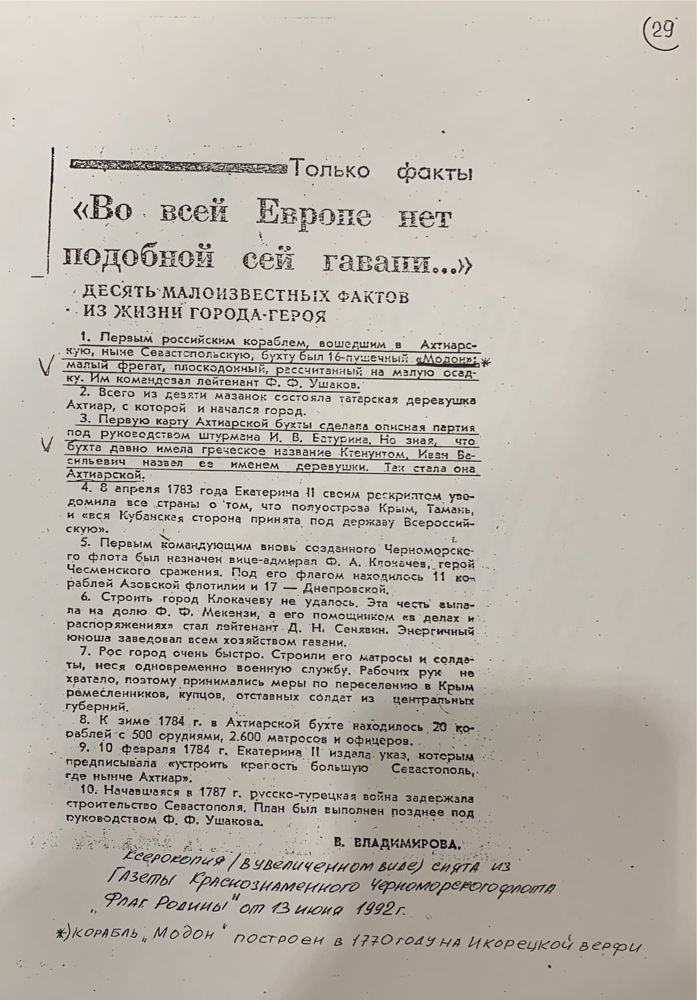 29
Только факты
«Во всей Европе нет
подобной сей гавани...»
ДЕСЯТЬ МАЛОИЗВЕСТНЫХ ФАКТОВ
ИЗ ЖИЗНИ ГОРОДА-ГЕРОЯ
1. Первым российским кораблем, вошедшим в Ахтиарс-
кую, ныне Севастопольскую, бухту был 16-пушечный «Модон»: *
малый фрегат, плоскодонный, рассчитанный на малую осад-
ку. Им командовал лейтенант Ф. Ф. Ушаков.
2. Всего из девяти мазанок состояла татарская деревушка
Ахтиар, с которой и начался город.
3. Первую карту Ахтиарской бухты сделала описная партия
под руководством штурмана И. В. Батурина. Не зная, что
бухта давно имела греческое название Ктенунтом, Иван Ва-
сильевич назвал ее именем деревушки. Так стала она
Ахтиарской.
4. 8 апреля 1783 года Екатерина II своим рескриптом уве-
домила все страны о том, что полуострова Крым, Тамань,
и «вся Кубанская сторона принята под державу Всероссий-
скую».
5. Первым командующим вновь созданного Черноморско-
го флота был назначен вице-адмирал Ф. А. Клокачев, герой
Чесменского сражения. Под его флагом находилось 11 ко-
раблей Азовской флотилии и 17 — Днепровской.
6. Строить город Клокачеву не удалось. Эта честь выпа-
ла на долю Ф. Ф. Мекензи, а его помощником «в делах и
распоряжениях» стал лейтенант Д. Н. Сенявин. Энергичный
юноша заведовал всем хозяйством гавани.
7. Рос город очень быстро. Строили его матросы и солда-
ты, неся одновременно военную службу. Рабочих рук не
хватало, поэтому принимались меры по переселению в Крым
ремесленников, купцов, отставных солдат из центральных
губерний.
8. К зиме 1784 г. в Ахтиарской бухте находилось 20 ко-
раблей с 500 орудиями, 2.600 матросов и офицеров.
9. 10 февраля 1784 г. Екатерина II издала указ, которым
предписывала «устроить крепость большую Севастополь,
где нынче Ахтиар».
10. Начавшаяся в 1787 г. русско-турецкая война задержала
строительство Севастополя. План был выполнен позднее под
руководством Ф. Ф. Ушакова.
В. ВЛАДИМИРОВА.
Ксерокопия (в увеличенном виде) снята из
Газеты Краснознаменного Черноморского флота
„Флаг Родины" от 13 июня 1992 г.
*) Корабль „Модон" построен в 1770 году на Икорецкой верфи